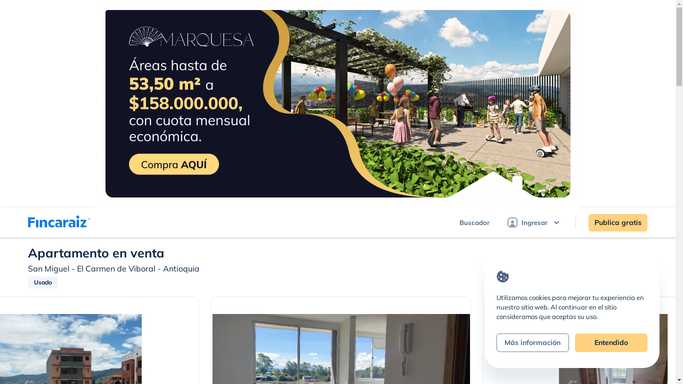 MARQUESA
Áreas hasta de
53,50 m² a
$158.000.000,
con cuota mensual
económica.
Compra AQUÍ
Fincaraiz
Buscador
Ingresar
Publica gratis
Apartamento en venta
San Miguel - El Carmen de Viboral - Antioquia
Usado
Utilizamos cookies para mejorar tu experiencia en
nuestro sitio web. Al continuar en el sitio
consideramos que aceptas su uso.
Más información
Entendido